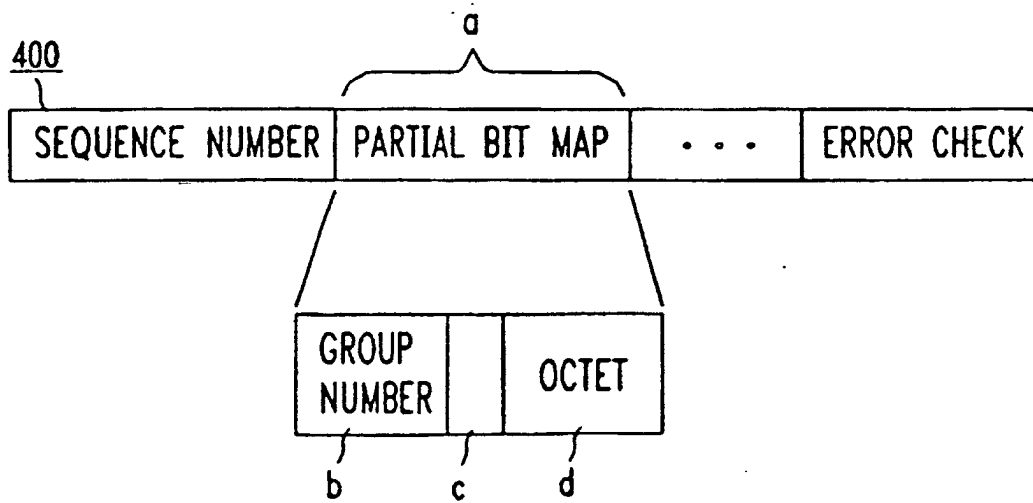 a
400
SEQUENCE NUMBER PARTIAL BIT MAP • • • ERROR CHECK
GROUP
NUMBER
OCTET
b c d